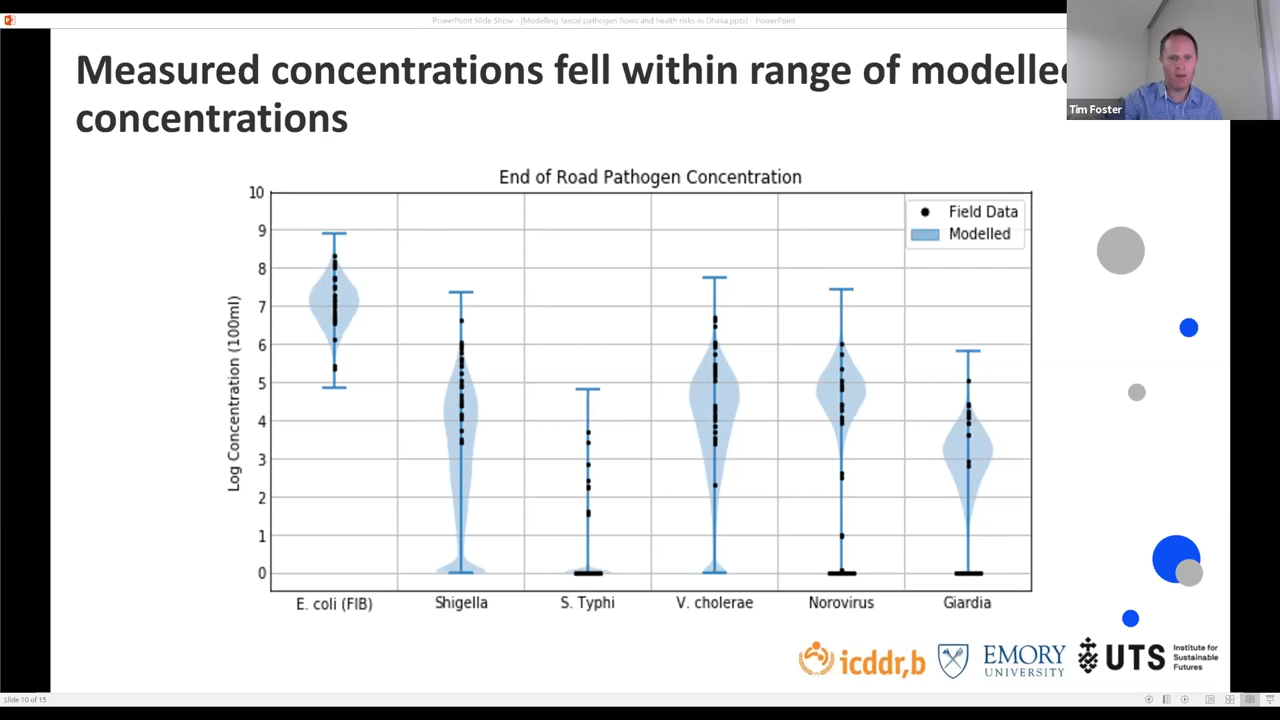 PowerPoint Slide Show - [Modelling faecal pathogen flows and health risks in Dhaka.pptx] - PowerPoint
Measured concentrations fell within range of modelled
concentrations
Tim Foster
End of Road Pathogen Concentration
Field Data
Modelled
Log Concentration (100ml)
10
9
8
7
6
5
4
3
2
1
0
E. coli (FIB) Shigella S. Typhi V. cholerae Norovirus Giardia
icddr,b
EMORY
UNIVERSITY
UTS
Institute for
Sustainable
Futures
Slide 10 of 15